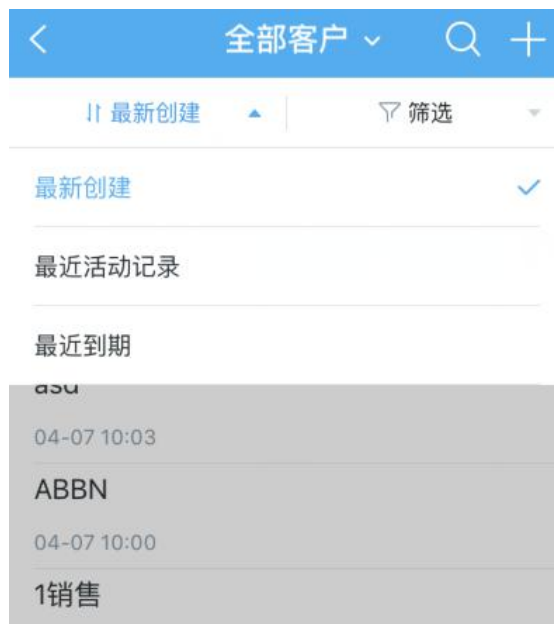 全部客户
最新创建 筛选
最新创建
最近活动记录
最近到期
asd
04-07 10:03
ABBN
04-07 10:00
1销售